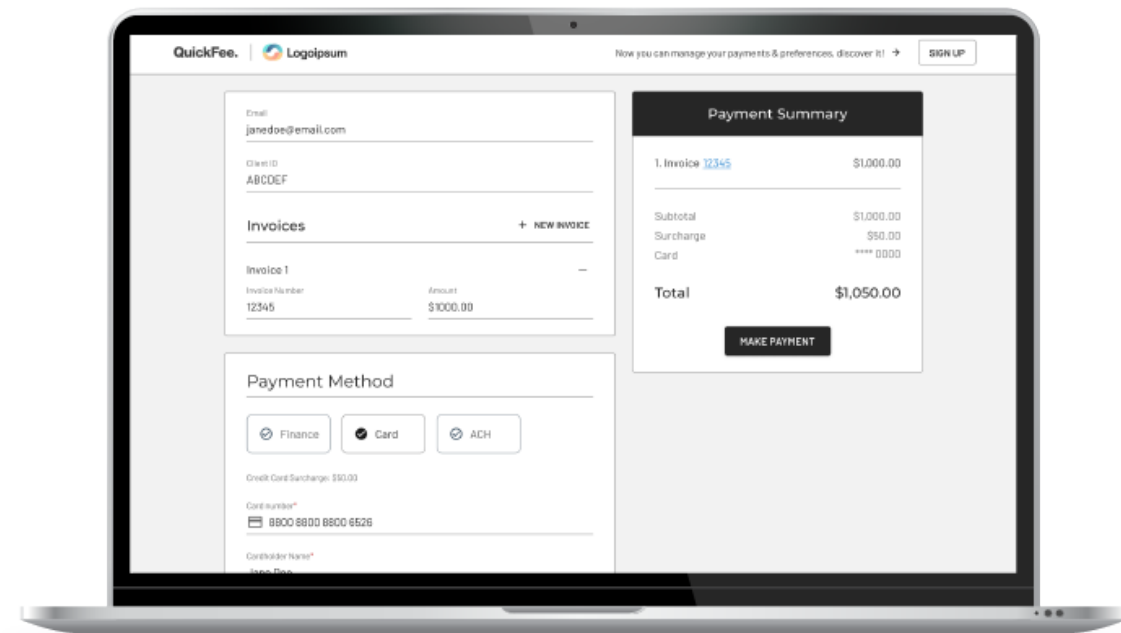 QuickFee. Logoipsum
Now you can manage your payments & preferences, discover it! →
SIGN UP
Email
janedoe@email.com
Client ID
ABCDEF
Invoices
+ NEW INVOICE
Invoice 1 –
Invoice Number
Amount
12345
$1000.00
Payment Method
Finance
Card
ACH
Credit Card Surcharge: $50.00
Card number*
8800 8800 8800 6526
Cardholder Name*
Jane Doe
Payment Summary
1. Invoice 12345 $1,000.00
Subtotal $1,000.00
Surcharge $50.00
Card **** 0000
Total $1,050.00
MAKE PAYMENT